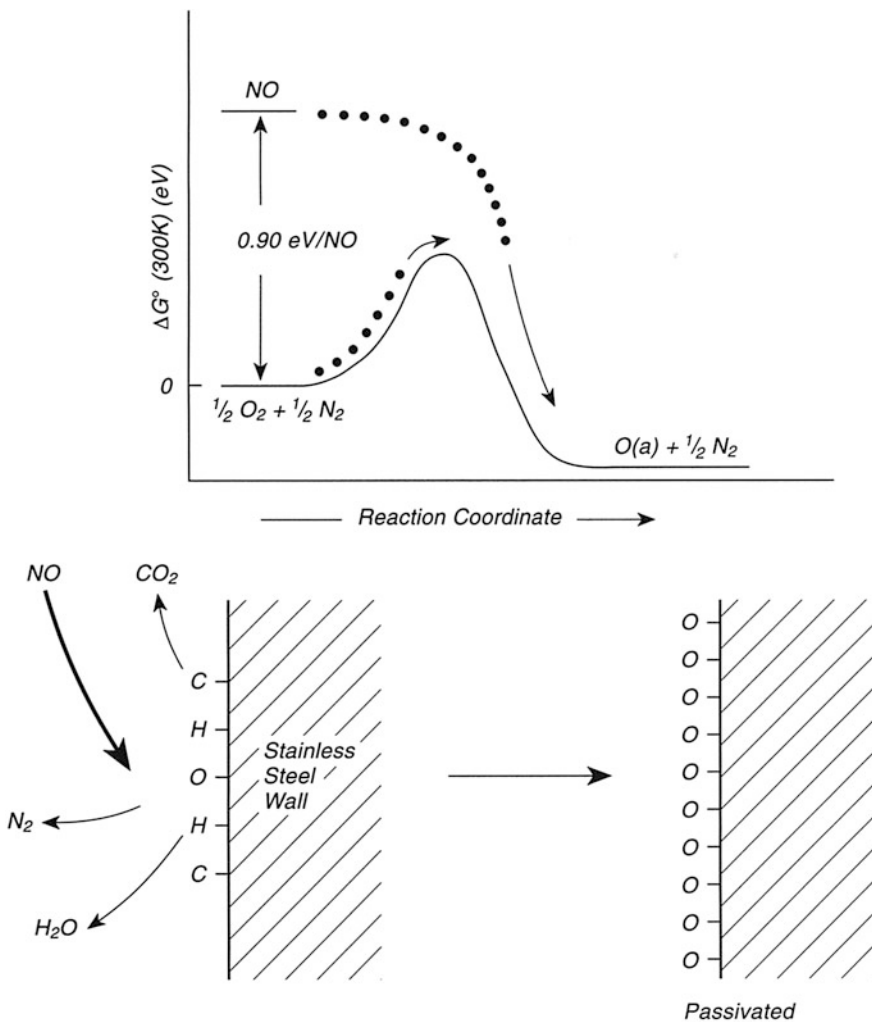 NO
ΔG° (300K) (eV)
0.90 eV/NO
0
½ O₂ + ½ N₂
O(a) + ½ N₂
Reaction Coordinate
NO
CO₂
C
H
O
H
C
Stainless
Steel
Wall
N₂
H₂O
O
O
O
O
O
O
O
O
O
O
Passivated